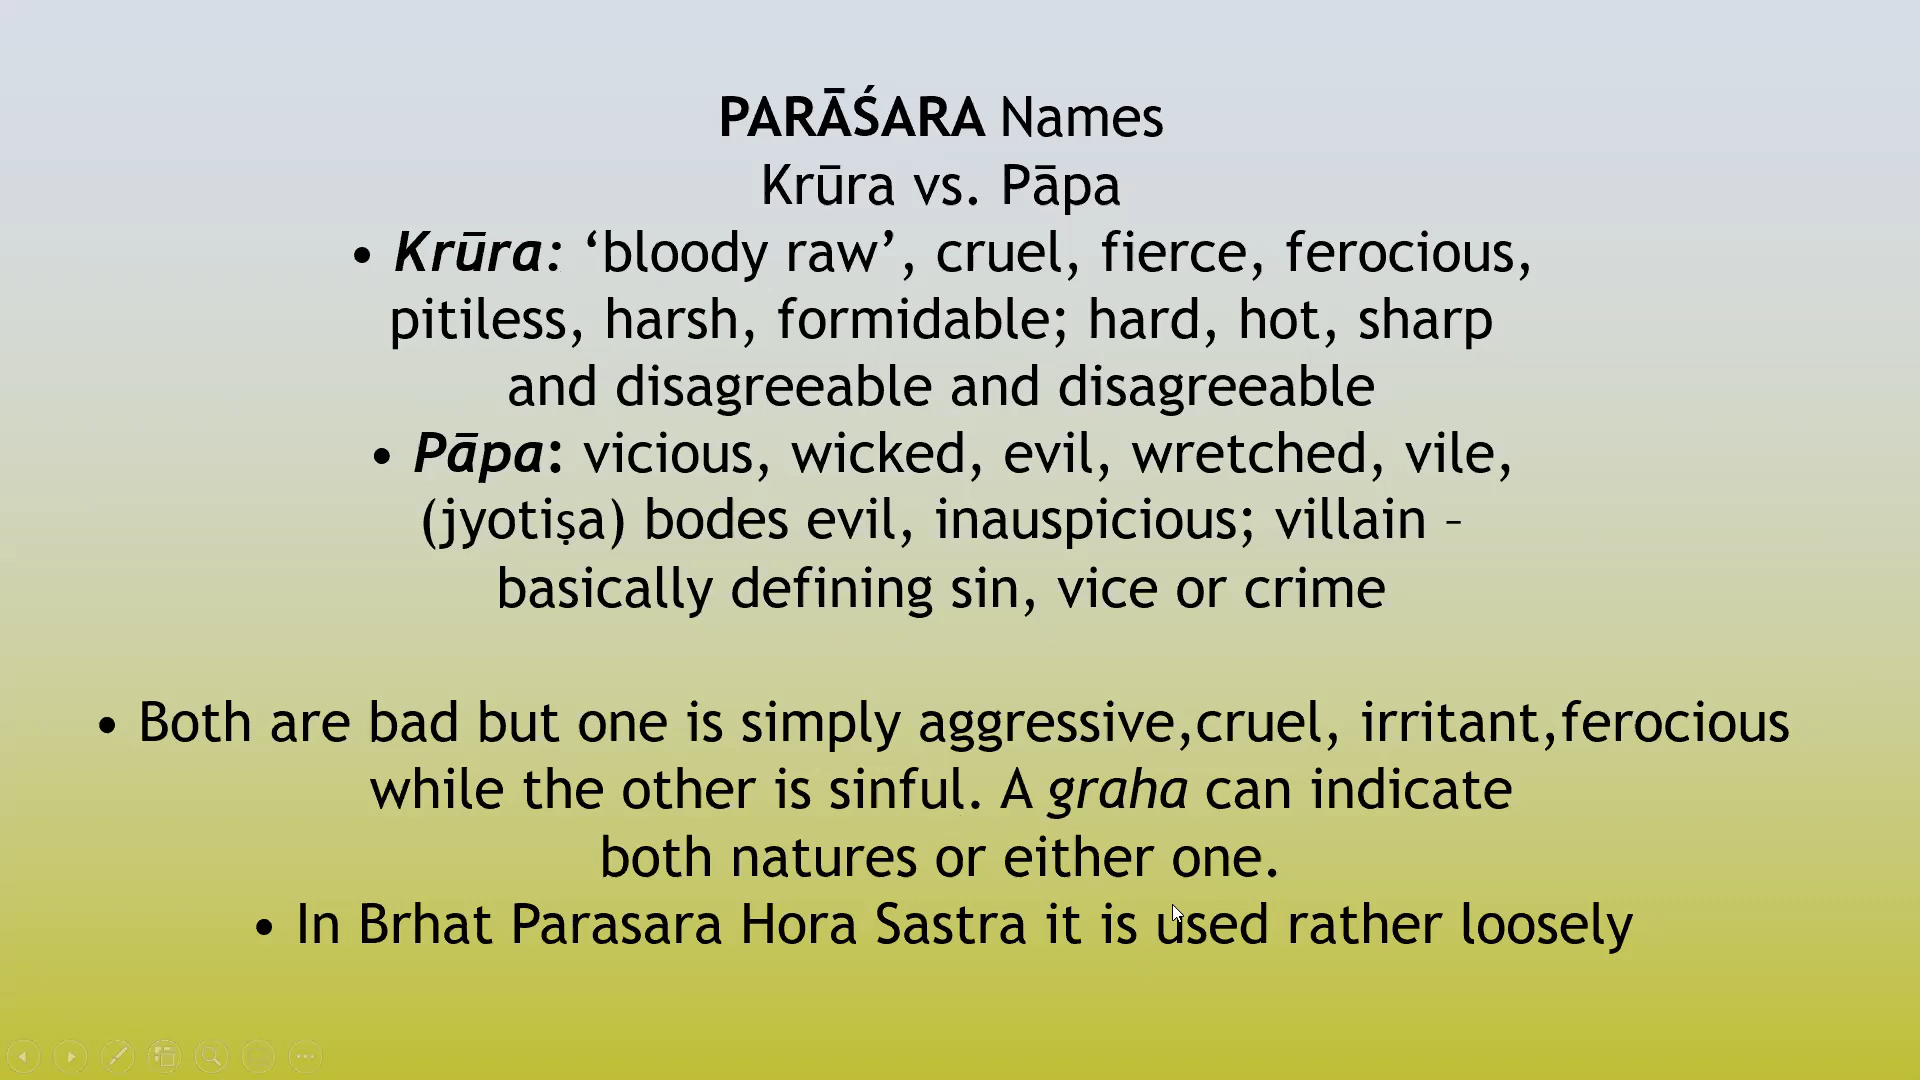 PARĀŚARA Names
Krūra vs. Pāpa
• Krūra: ‘bloody raw’, cruel, fierce, ferocious,
pitiless, harsh, formidable; hard, hot, sharp
and disagreeable and disagreeable
• Pāpa: vicious, wicked, evil, wretched, vile,
(jyotiṣa) bodes evil, inauspicious; villain –
basically defining sin, vice or crime
• Both are bad but one is simply aggressive,cruel, irritant,ferocious
while the other is sinful. A graha can indicate
both natures or either one.
• In Brhat Parasara Hora Sastra it is used rather loosely